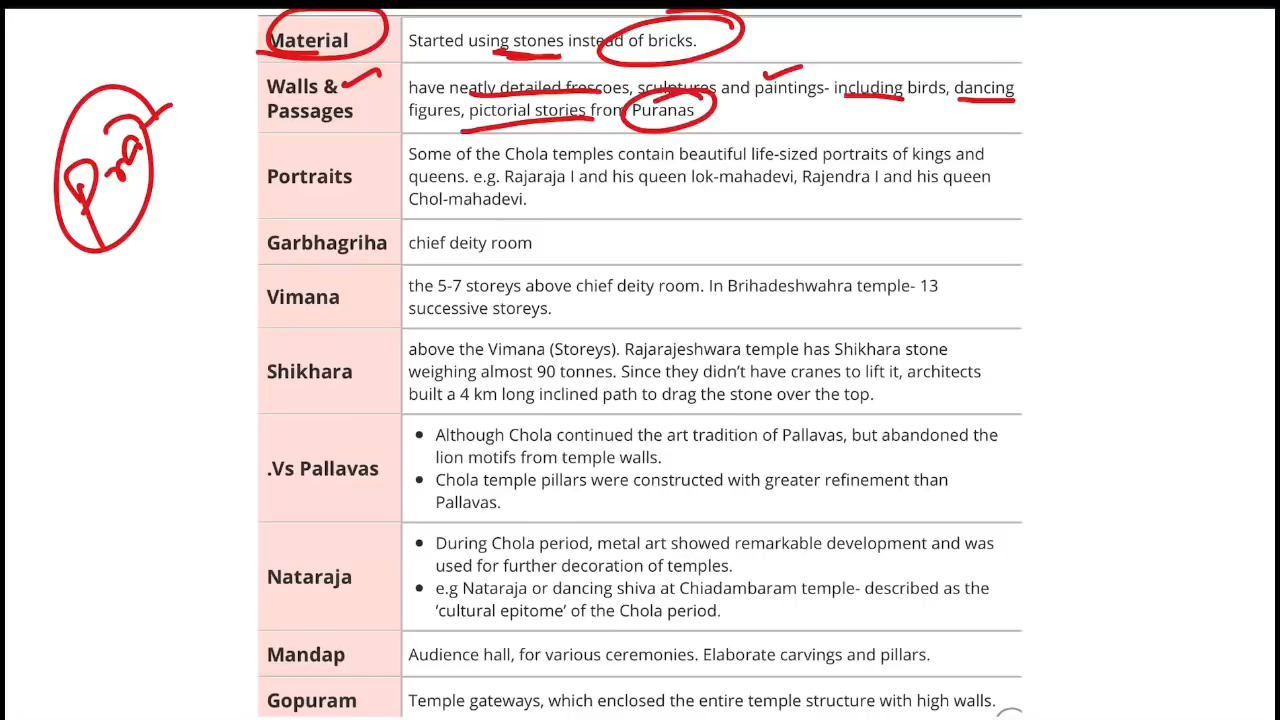 Material
Started using stones instead of bricks.
Walls &
Passages
have neatly detailed frescoes, sculptures and paintings- including birds, dancing
figures, pictorial stories from Puranas
Portraits
Some of the Chola temples contain beautiful life-sized portraits of kings and
queens. e.g. Rajaraja I and his queen lok-mahadevi, Rajendra I and his queen
Chol-mahadevi.
Garbhagriha
chief deity room
Vimana
the 5-7 storeys above chief deity room. In Brihadeshwahra temple- 13
successive storeys.
Shikhara
above the Vimana (Storeys). Rajarajeshwara temple has Shikhara stone
weighing almost 90 tonnes. Since they didn’t have cranes to lift it, architects
built a 4 km long inclined path to drag the stone over the top.
.Vs Pallavas
• Although Chola continued the art tradition of Pallavas, but abandoned the
lion motifs from temple walls.
• Chola temple pillars were constructed with greater refinement than
Pallavas.
Nataraja
• During Chola period, metal art showed remarkable development and was
used for further decoration of temples.
• e.g Nataraja or dancing shiva at Chiadambaram temple- described as the
‘cultural epitome’ of the Chola period.
Mandap
Audience hall, for various ceremonies. Elaborate carvings and pillars.
Gopuram
Temple gateways, which enclosed the entire temple structure with high walls.